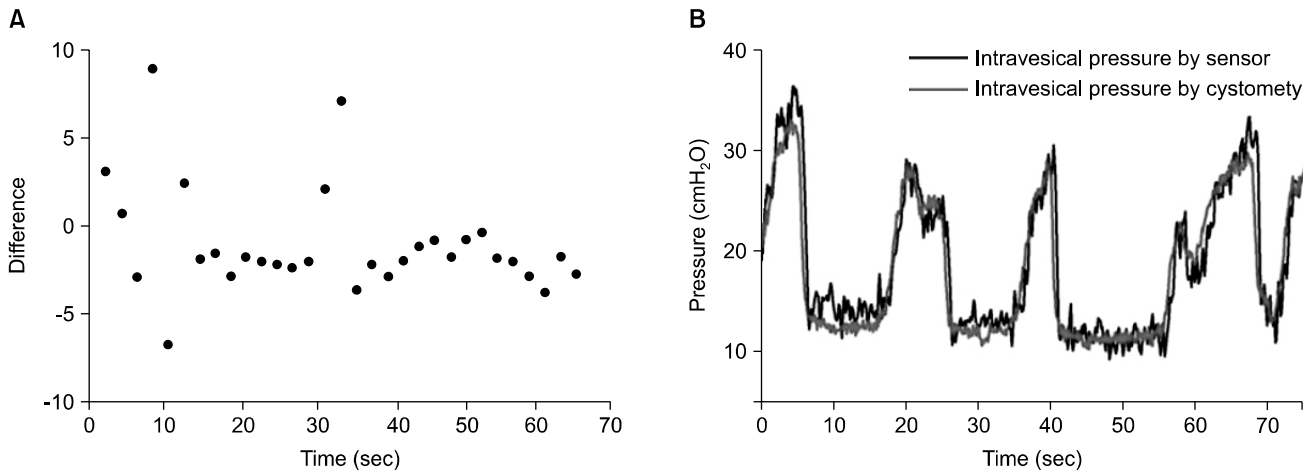 A
10
5
0
-5
-10
Difference
0 10 20 30 40 50 60 70
Time (sec)
B
40
30
20
10
Pressure (cmH₂O)
Intravesical pressure by sensor
Intravesical pressure by cystomety
0 10 20 30 40 50 60 70
Time (sec)